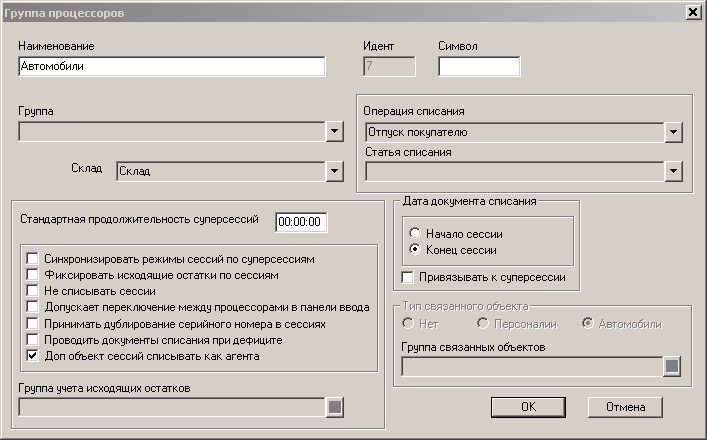 Группа процессоров
Наименование
Идент
Символ
Автомобили
7
Группа
Операция списания
Отпуск покупателю
Склад
Склад
Статья списания
Стандартная продолжительность суперсессий
00:00:00
Дата документа списания
Начало сессии
Конец сессии
Привязывать к суперсессии
Синхронизировать режимы сессий по суперсессиям
Фиксировать исходящие остатки по сессиям
Не списывать сессии
Допускает переключение между процессорами в панели ввода
Принимать дублирование серийного номера в сессиях
Проводить документы списания при дефиците
Доп объект сессий списывать как агента
Тип связанного объекта
Нет
Персоналии
Автомобили
Группа связанных объектов
Группа учета исходящих остатков
OK
Отмена